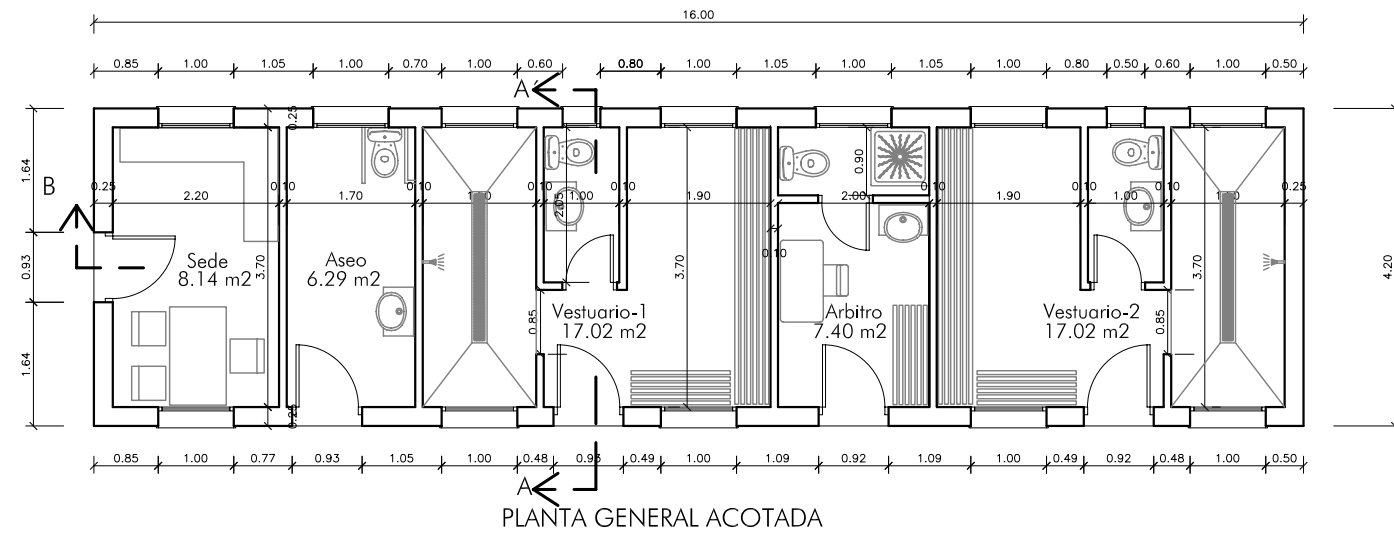 16.00
0.85 1.00 1.05 1.00 0.70 1.00 0.60 0.80 1.00 1.05 1.00 1.05 1.00 0.80 0.50 0.60 1.00 0.50
A
0.25
1.64
B
0.90
4.20
0.25 2.20 0.10 1.70 0.10 0.10 1.00 0.10 1.90 2.00 0.10 1.90 0.10 1.00 0.10 0.25
2.05
0.10
0.93
Sede
8.14 m2
3.70
Aseo
6.29 m2
3.70
3.70
0.85
Vestuario-1
17.02 m2
Arbitro
7.40 m2
Vestuario-2
17.02 m2
0.85
1.64
0.25
0.85 1.00 0.77 0.93 1.05 1.00 0.48 0.93 0.49 1.00 1.09 0.92 1.09 1.00 0.49 0.92 0.48 1.00 0.50
A
PLANTA GENERAL ACOTADA